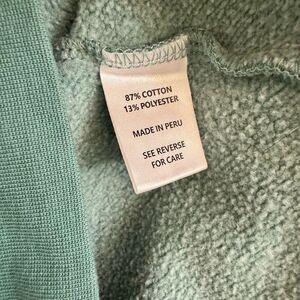 87% COTTON
13% POLYESTER
MADE IN PERU
SEE REVERSE
FOR CARE